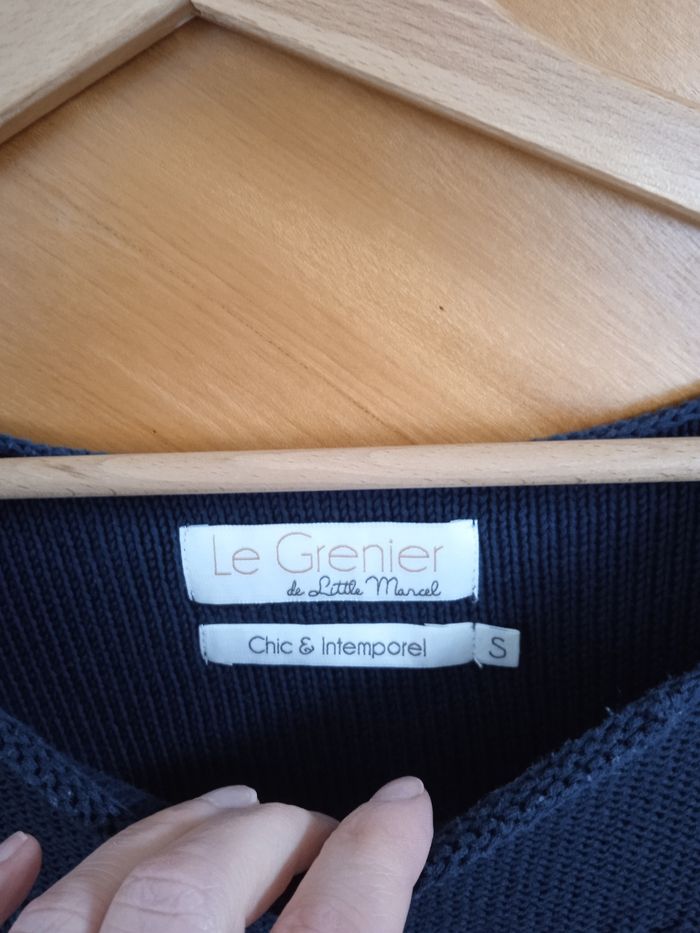 Le Grenier
de Little Marcel
Chic & Intemporel
S